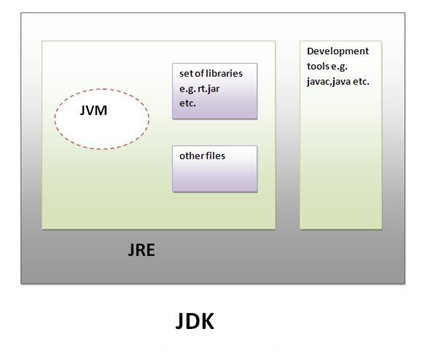 JVM
set of libraries
e.g. rt.jar
etc.
other files
Development
tools e.g.
javac,java etc.
JRE
JDK